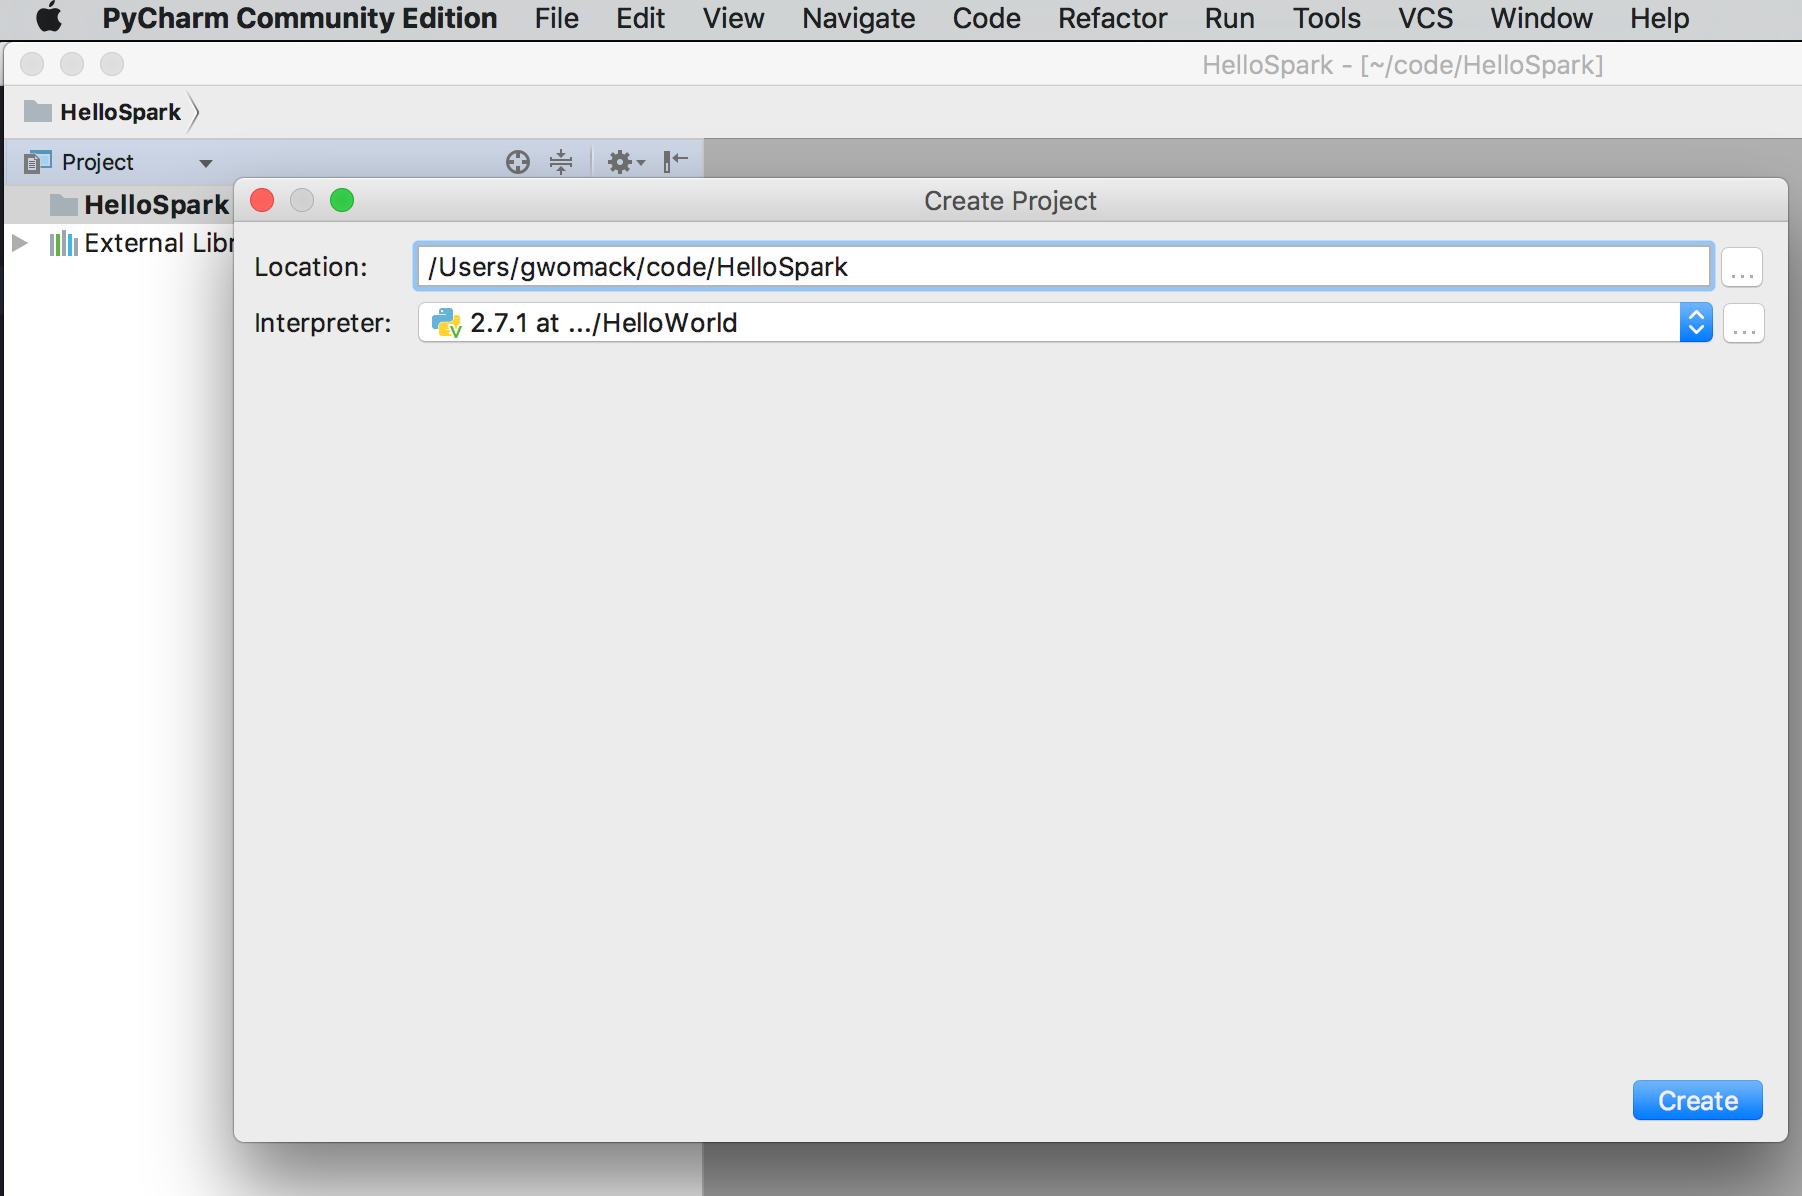 PyCharm Community Edition File Edit View Navigate Code Refactor Run Tools VCS Window Help
HelloSpark - [~/code/HelloSpark]
HelloSpark
Project
Create Project
HelloSpark
External Libr
Location: /Users/gwomack/code/HelloSpark ...
Interpreter: 2.7.1 at .../HelloWorld ...
Create